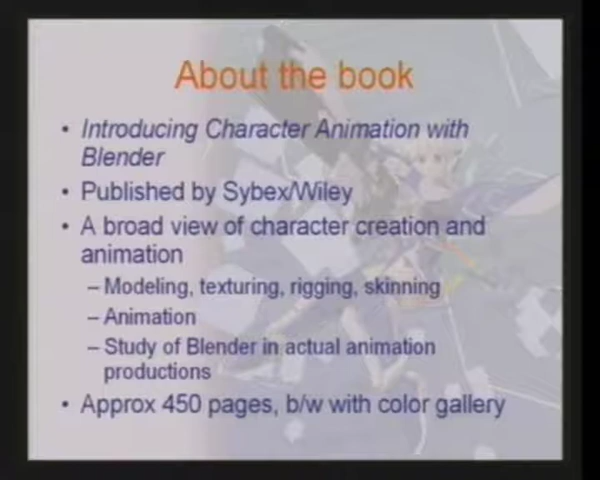 About the book
• Introducing Character Animation with
Blender
• Published by Sybex/Wiley
• A broad view of character creation and
animation
– Modeling, texturing, rigging, skinning
– Animation
– Study of Blender in actual animation
productions
• Approx 450 pages, b/w with color gallery